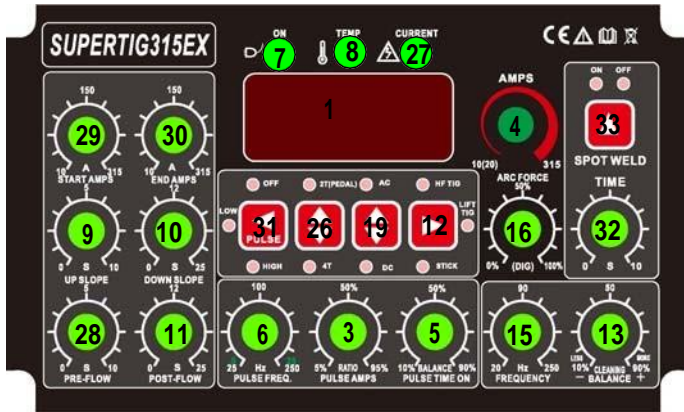 ON TEMP CURRENT
SUPERTIG315EX
7 8 27
CE
1
AMPS
4
10(20) 315
ON OFF
33
SPOT WELD
150 150
29 30
10 A 315 10 A 315
START AMPS END AMPS
5 12
9 10
0 S 10 0 S 25
UP SLOPE DOWN SLOPE
5 12
28 11
0 S 10 0 S 25
PRE-FLOW POST-FLOW
OFF 2T(PEDAL) AC HF TIG
LOW 31 26 19 12 LIFT TIG
PULSE
HIGH 4T DC STICK
ARC FORCE
50%
16
0% (DIG) 100%
TIME
32
0 S 10
100 50% 50%
6 3 5
25 Hz 250 5% RATIO 95% 10% BALANCE 90%
PULSE FREQ. PULSE AMPS PULSE TIME ON
90 50
15 13
20 Hz 250 LESS 10% CLEANING MORE 90%
FREQUENCY − BALANCE +